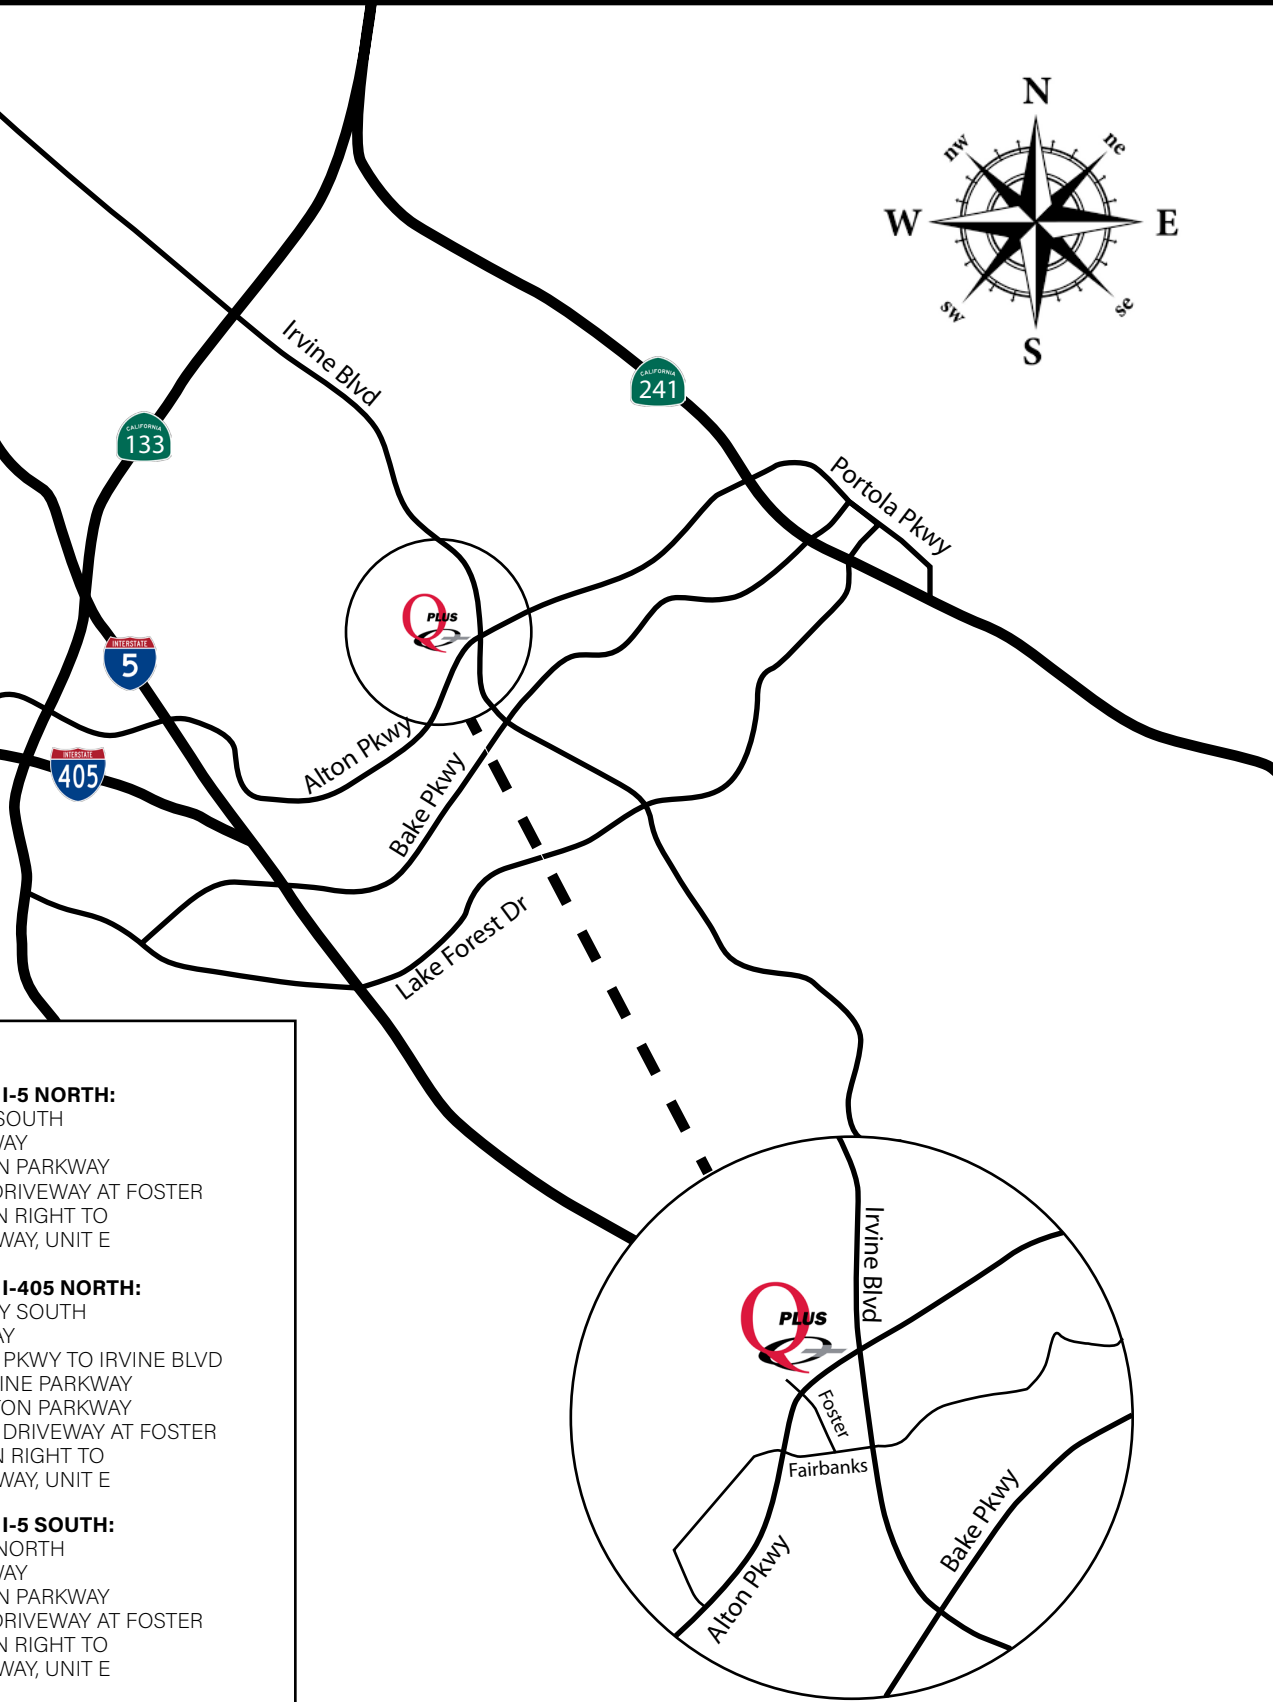 N
nw
ne
W
E
sw
se
S
Irvine Blvd
CALIFORNIA
241
CALIFORNIA
133
Portola Pkwy
Q PLUS
INTERSTATE
5
INTERSTATE
405
Alton Pkwy
Bake Pkwy
Lake Forest Dr
I-5 NORTH:
SOUTH
WAY
N PARKWAY
DRIVEWAY AT FOSTER
N RIGHT TO
WAY, UNIT E
I-405 NORTH:
Y SOUTH
AY
PKWY TO IRVINE BLVD
INE PARKWAY
TON PARKWAY
DRIVEWAY AT FOSTER
N RIGHT TO
WAY, UNIT E
I-5 SOUTH:
NORTH
WAY
N PARKWAY
DRIVEWAY AT FOSTER
N RIGHT TO
WAY, UNIT E
Irvine Blvd
Q PLUS
Foster
Fairbanks
Bake Pkwy
Alton Pkwy